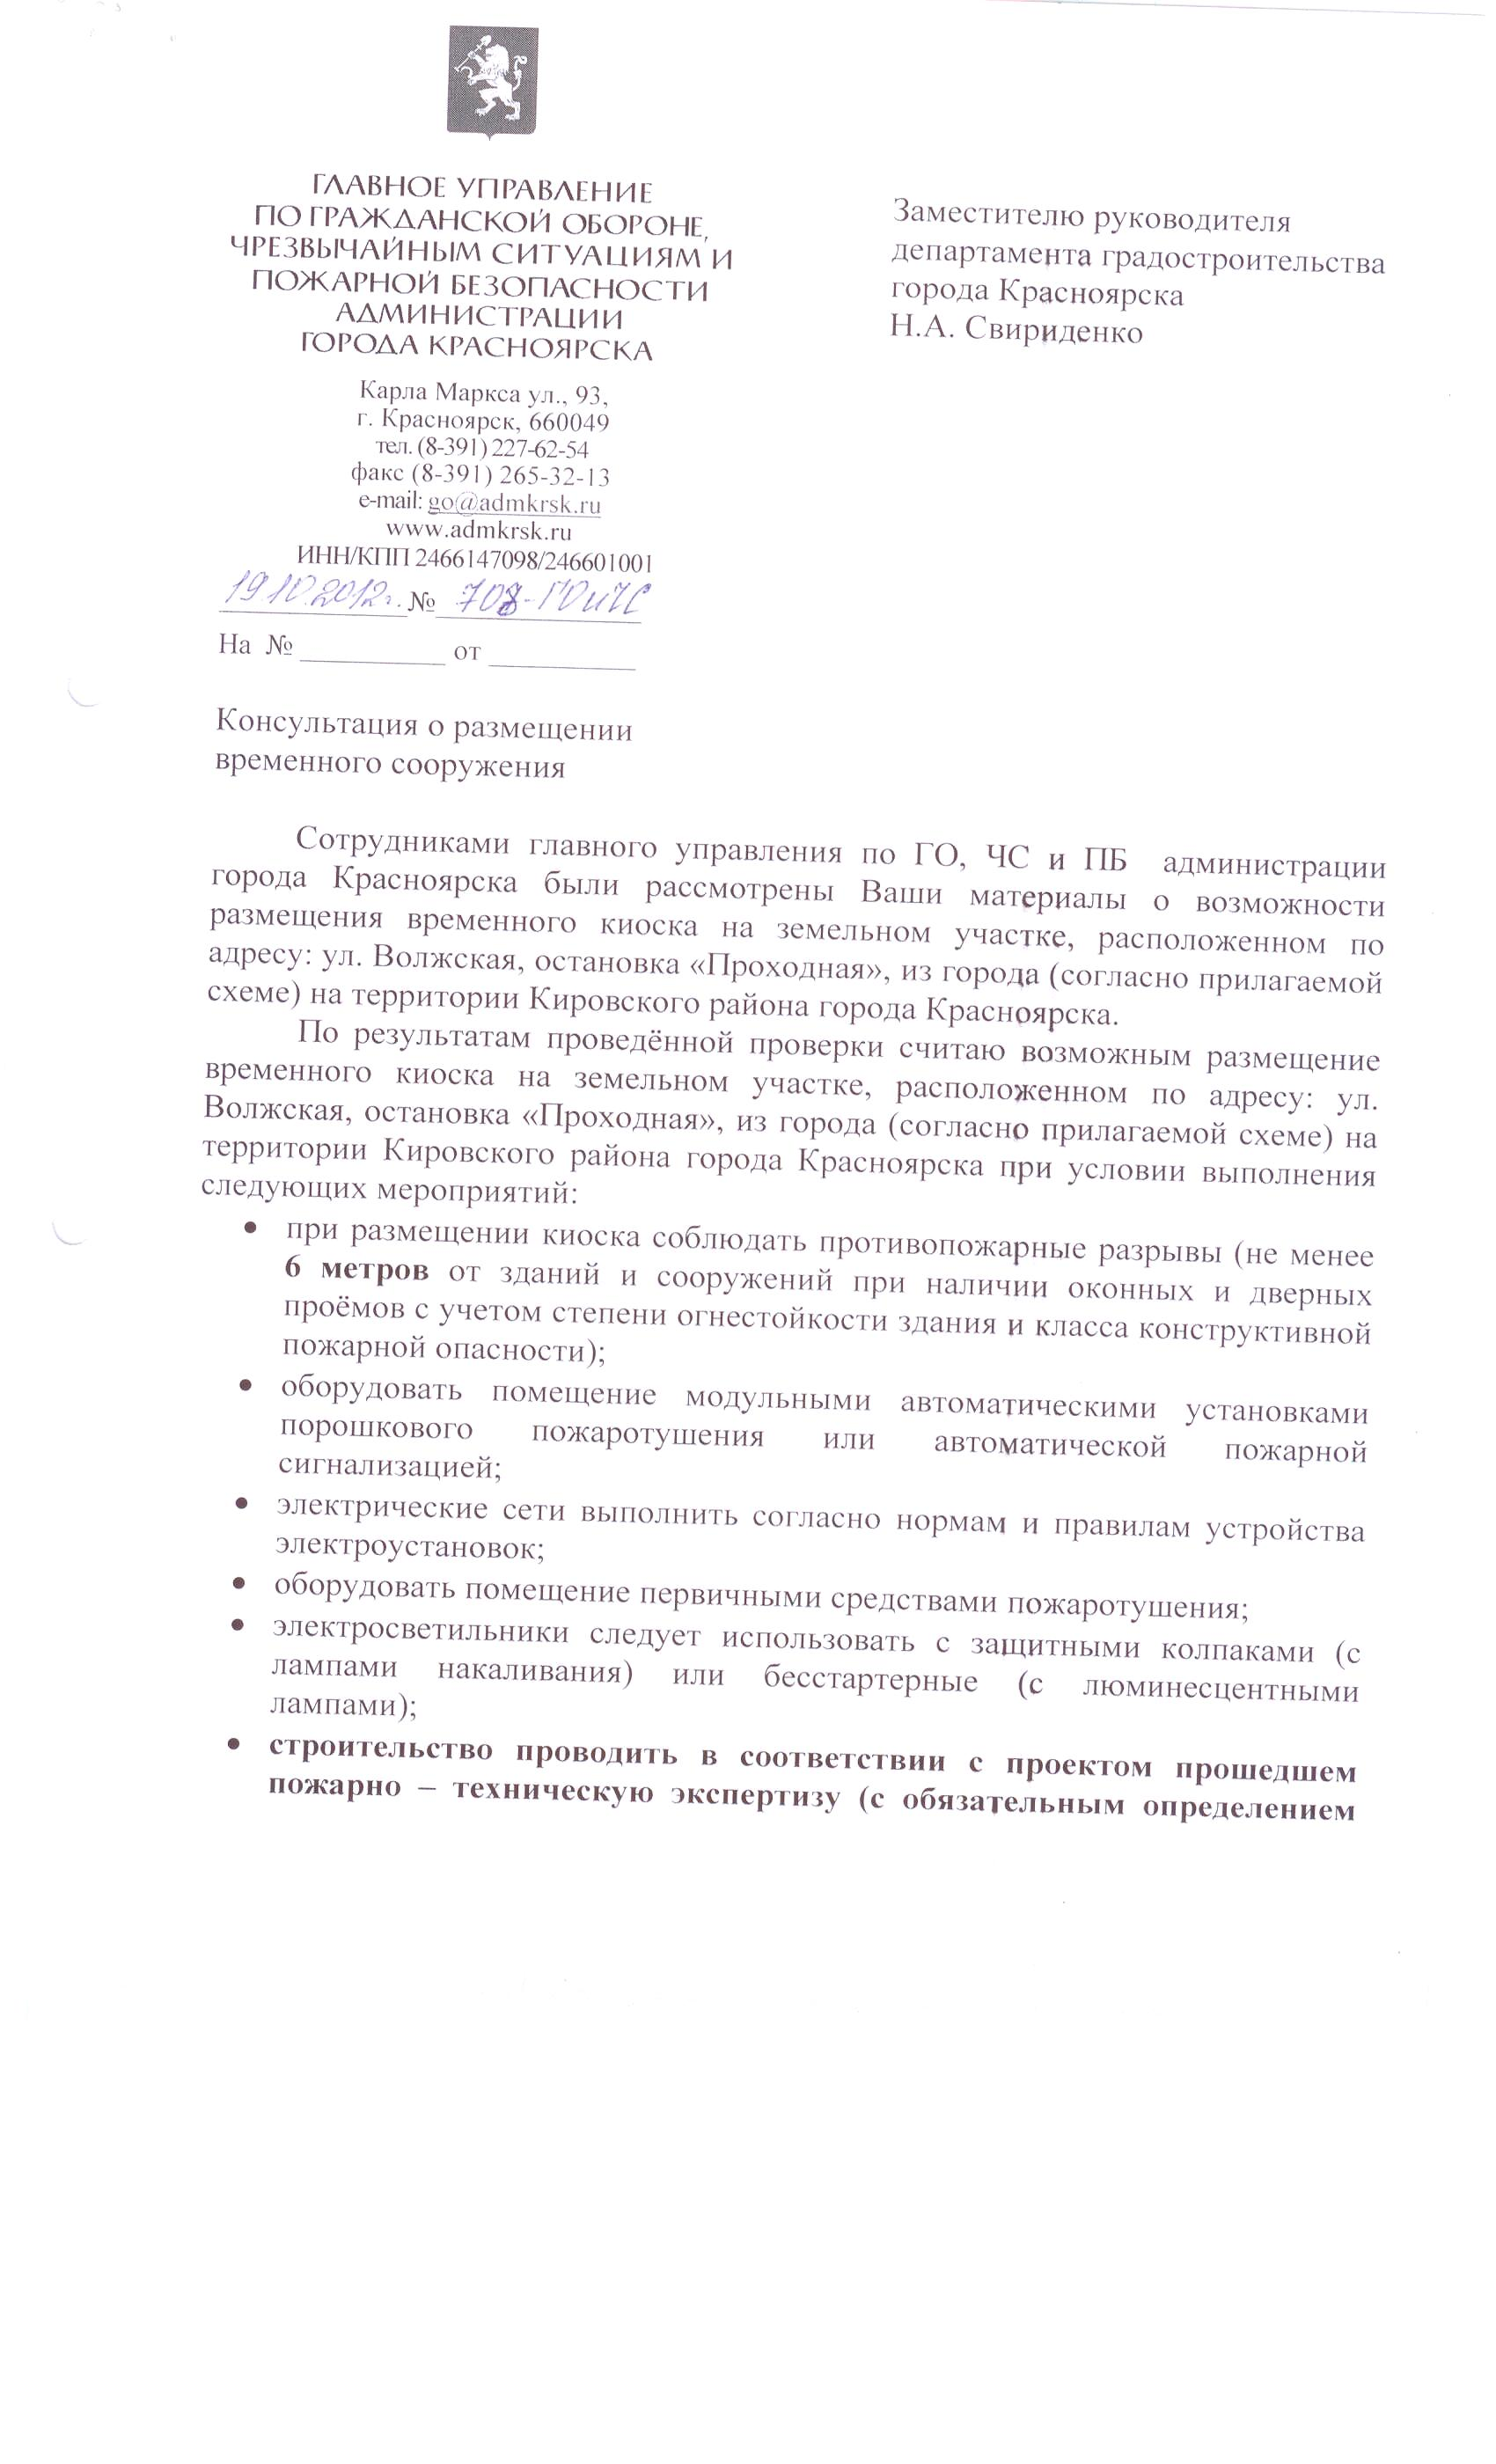 ГЛАВНОЕ УПРАВЛЕНИЕ
ПО ГРАЖДАНСКОЙ ОБОРОНЕ,
ЧРЕЗВЫЧАЙНЫМ СИТУАЦИЯМ И
ПОЖАРНОЙ БЕЗОПАСНОСТИ
АДМИНИСТРАЦИИ
ГОРОДА КРАСНОЯРСКА
Карла Маркса ул., 93,
г. Красноярск, 660049
тел. (8-391) 227-62-54
факс (8-391) 265-32-13
e-mail: go@admkrsk.ru
www.admkrsk.ru
ИНН/КПП 2466147098/246601001
19.10.2012г. № 708-ГОиЧС
На № __________ от __________
Заместителю руководителя
департамента градостроительства
города Красноярска
Н.А. Свириденко
Консультация о размещении
временного сооружения
Сотрудниками главного управления по ГО, ЧС и ПБ администрации
города Красноярска были рассмотрены Ваши материалы о возможности
размещения временного киоска на земельном участке, расположенном по
адресу: ул. Волжская, остановка «Проходная», из города (согласно прилагаемой
схеме) на территории Кировского района города Красноярска.
По результатам проведённой проверки считаю возможным размещение
временного киоска на земельном участке, расположенном по адресу: ул.
Волжская, остановка «Проходная», из города (согласно прилагаемой схеме) на
территории Кировского района города Красноярска при условии выполнения
следующих мероприятий:
• при размещении киоска соблюдать противопожарные разрывы (не менее
6 метров от зданий и сооружений при наличии оконных и дверных
проёмов с учетом степени огнестойкости здания и класса конструктивной
пожарной опасности);
• оборудовать помещение модульными автоматическими установками
порошкового пожаротушения или автоматической пожарной
сигнализацией;
• электрические сети выполнить согласно нормам и правилам устройства
электроустановок;
• оборудовать помещение первичными средствами пожаротушения;
• электросветильники следует использовать с защитными колпаками (с
лампами накаливания) или бесстартерные (с люминесцентными
лампами);
• строительство проводить в соответствии с проектом прошедшем
пожарно – техническую экспертизу (с обязательным определением